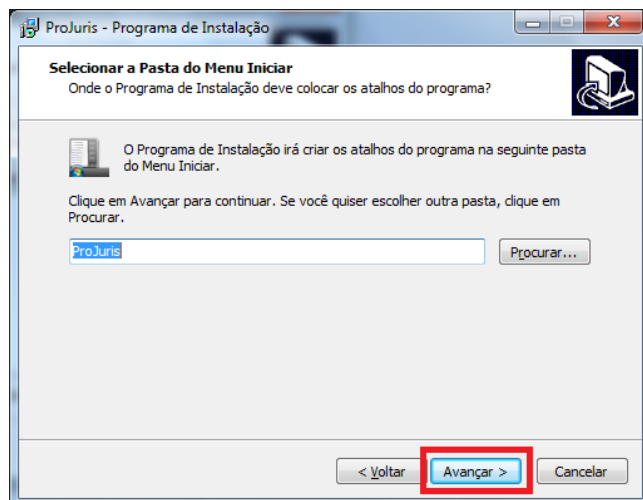 ProJuris - Programa de Instalação
Selecionar a Pasta do Menu Iniciar
Onde o Programa de Instalação deve colocar os atalhos do programa?
O Programa de Instalação irá criar os atalhos do programa na seguinte pasta
do Menu Iniciar.
Clique em Avançar para continuar. Se você quiser escolher outra pasta, clique em
Procurar.
ProJuris
Procurar...
< Voltar
Avançar >
Cancelar